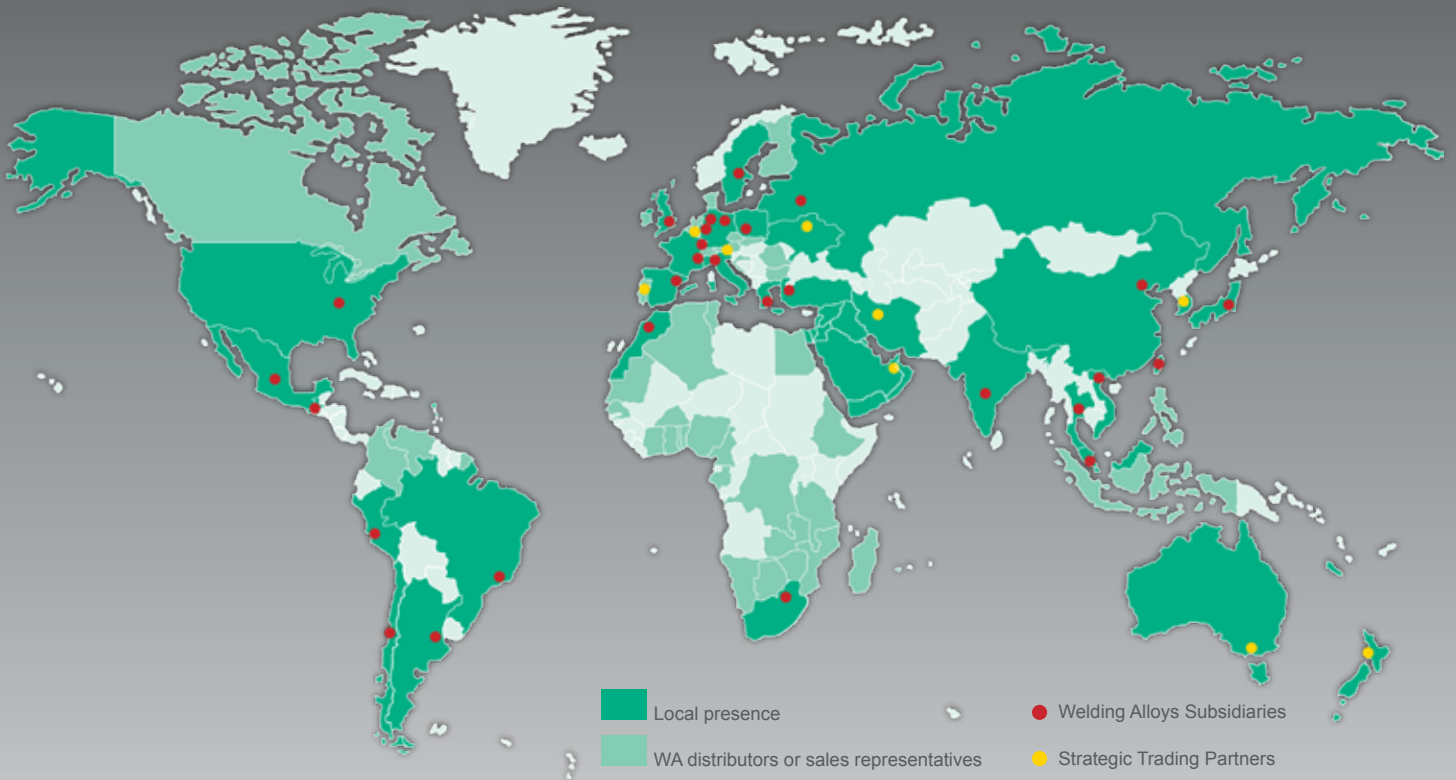 Local presence
WA distributors or sales representatives
Welding Alloys Subsidiaries
Strategic Trading Partners